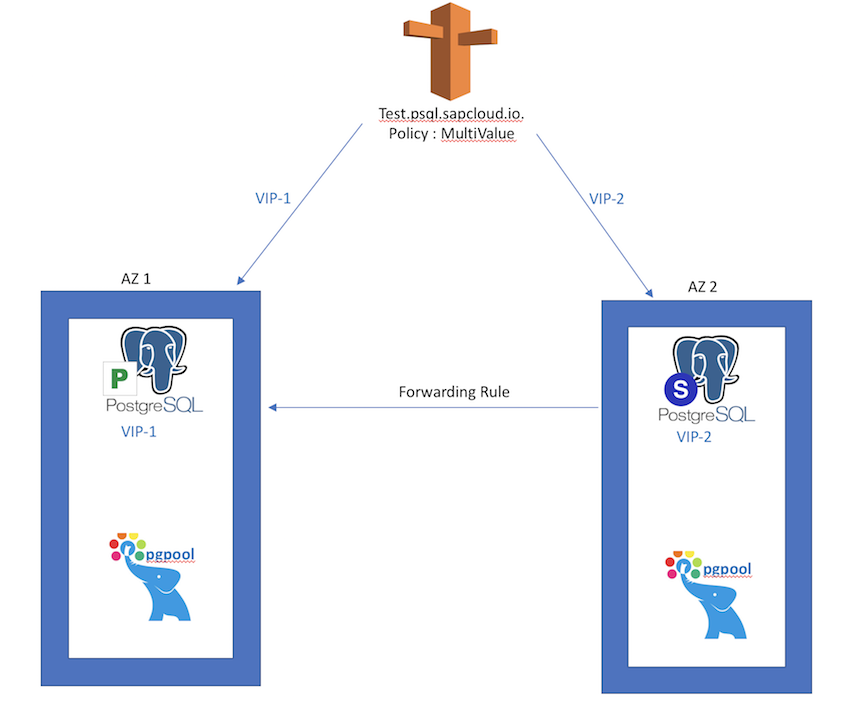 Test.psql.sapcloud.io.
Policy : MultiValue
VIP-1
VIP-2
AZ 1
AZ 2
P
PostgreSQL
VIP-1
S
PostgreSQL
VIP-2
Forwarding Rule
pgpool
pgpool